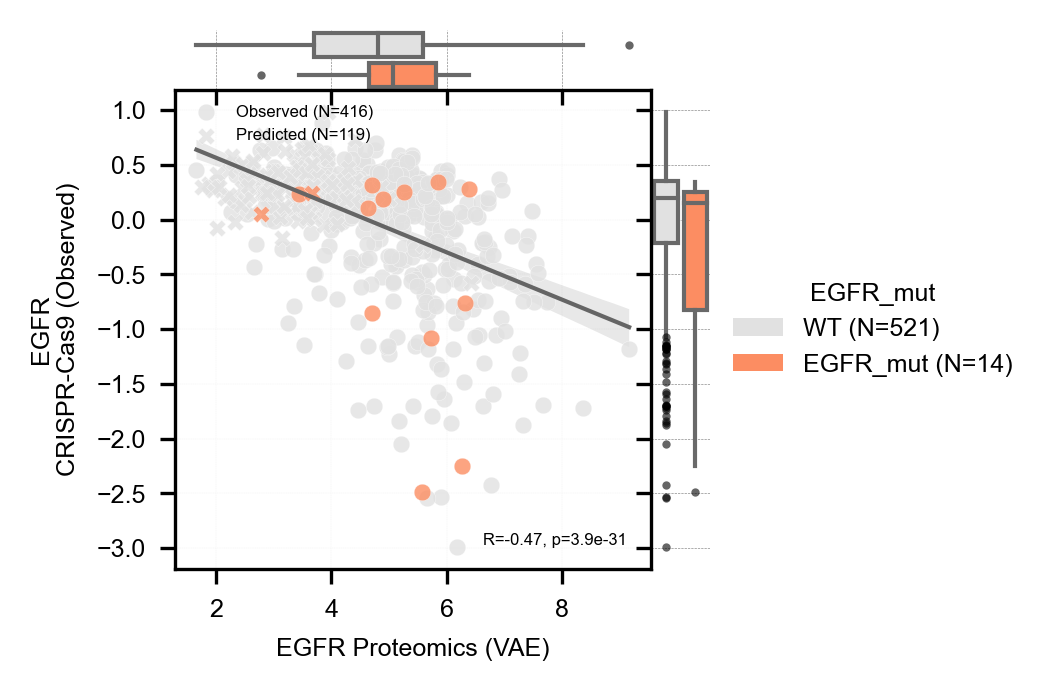 Observed (N=416)
Predicted (N=119)
1.0
0.5
0.0
−0.5
−1.0
−1.5
−2.0
−2.5
−3.0
EGFR
CRISPR-Cas9 (Observed)
R=-0.47, p=3.9e-31
2 4 6 8
EGFR Proteomics (VAE)
EGFR_mut
WT (N=521)
EGFR_mut (N=14)